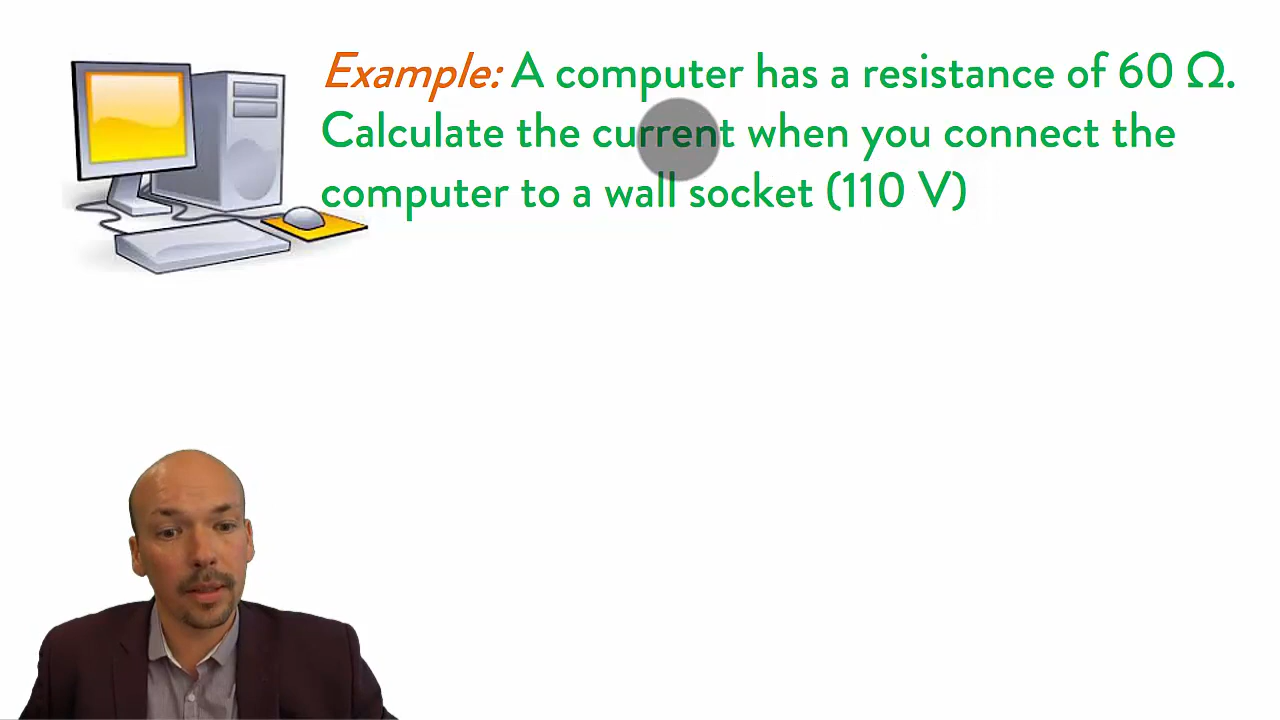 Example: A computer has a resistance of 60 Ω.
Calculate the current when you connect the
computer to a wall socket (110 V)